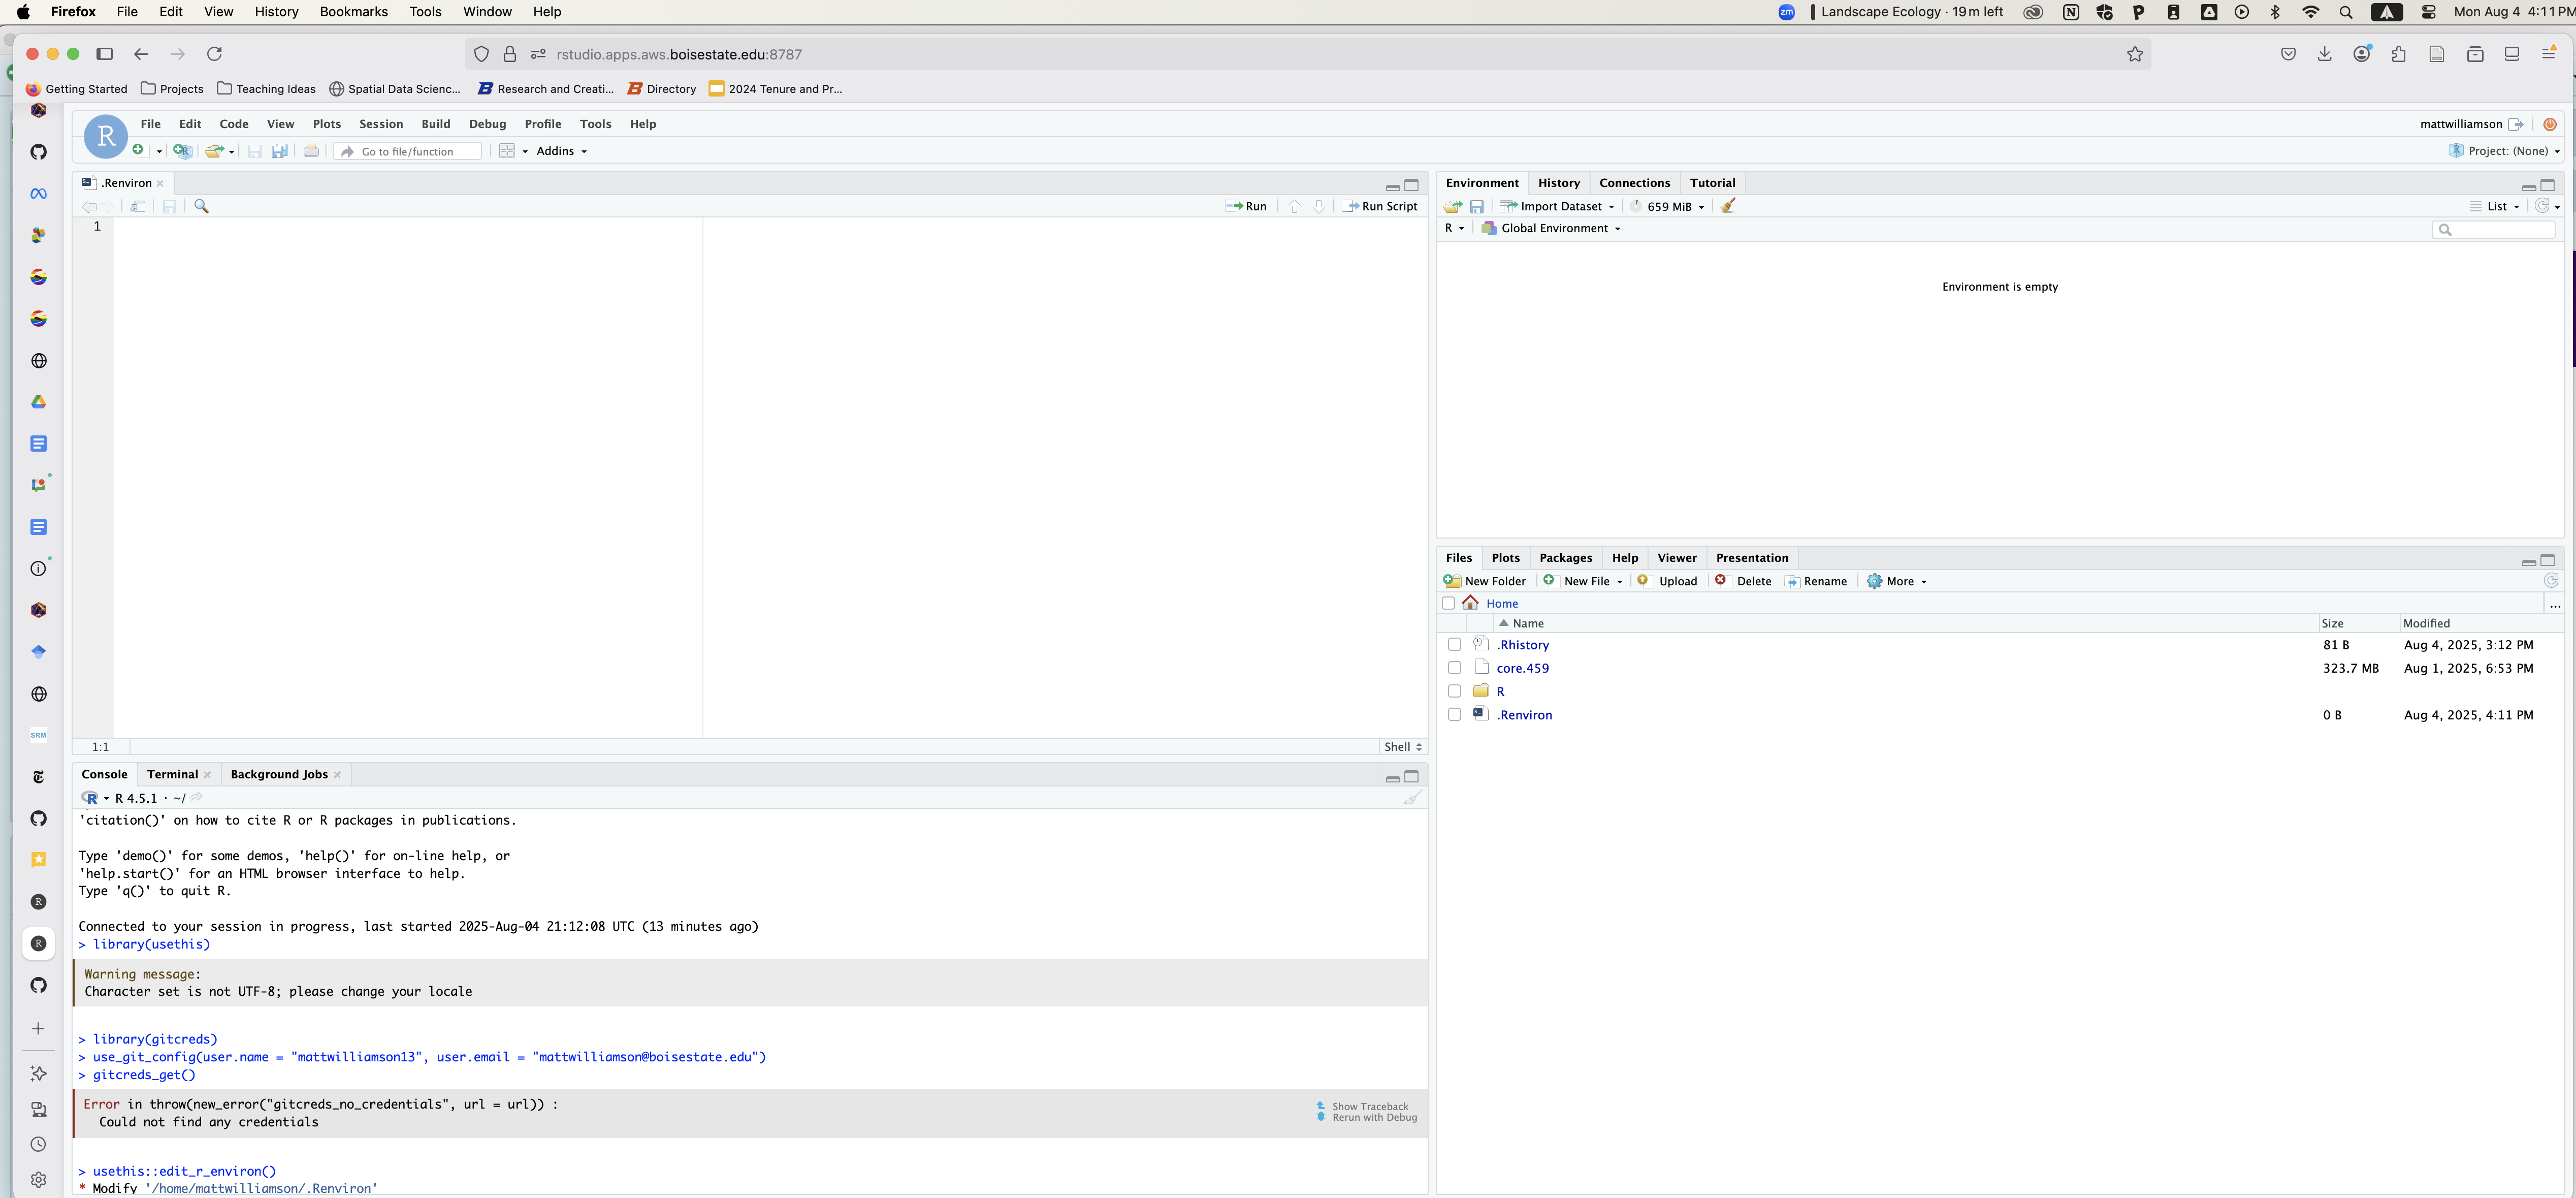 Firefox File Edit View History Bookmarks Tools Window Help
zm Landscape Ecology · 19 m left Mon Aug 4 4:11 PM
rstudio.apps.aws.boisestate.edu:8787
Getting Started Projects Teaching Ideas Spatial Data Scienc... Research and Creati... Directory 2024 Tenure and Pr...
R File Edit Code View Plots Session Build Debug Profile Tools Help
mattwilliamson
Go to file/function Addins
Project: (None)
.Renviron
Run Run Script
1
1:1 Shell
Console Terminal Background Jobs
R 4.5.1 · ~/
'citation()' on how to cite R or R packages in publications.
Type 'demo()' for some demos, 'help()' for on-line help, or
'help.start()' for an HTML browser interface to help.
Type 'q()' to quit R.
Connected to your session in progress, last started 2025-Aug-04 21:12:08 UTC (13 minutes ago)
> library(usethis)
Warning message:
Character set is not UTF-8; please change your locale
> library(gitcreds)
> use_git_config(user.name = "mattwilliamson13", user.email = "mattwilliamson@boisestate.edu")
> gitcreds_get()
Error in throw(new_error("gitcreds_no_credentials", url = url)) :
Could not find any credentials
Show Traceback
Rerun with Debug
> usethis::edit_r_environ()
* Modify '/home/mattwilliamson/.Renviron'
Environment History Connections Tutorial
Import Dataset 659 MiB List
R Global Environment
Environment is empty
Files Plots Packages Help Viewer Presentation
New Folder New File Upload Delete Rename More
Home ...
Name Size Modified
.Rhistory 81 B Aug 4, 2025, 3:12 PM
core.459 323.7 MB Aug 1, 2025, 6:53 PM
R
.Renviron 0 B Aug 4, 2025, 4:11 PM
SRM